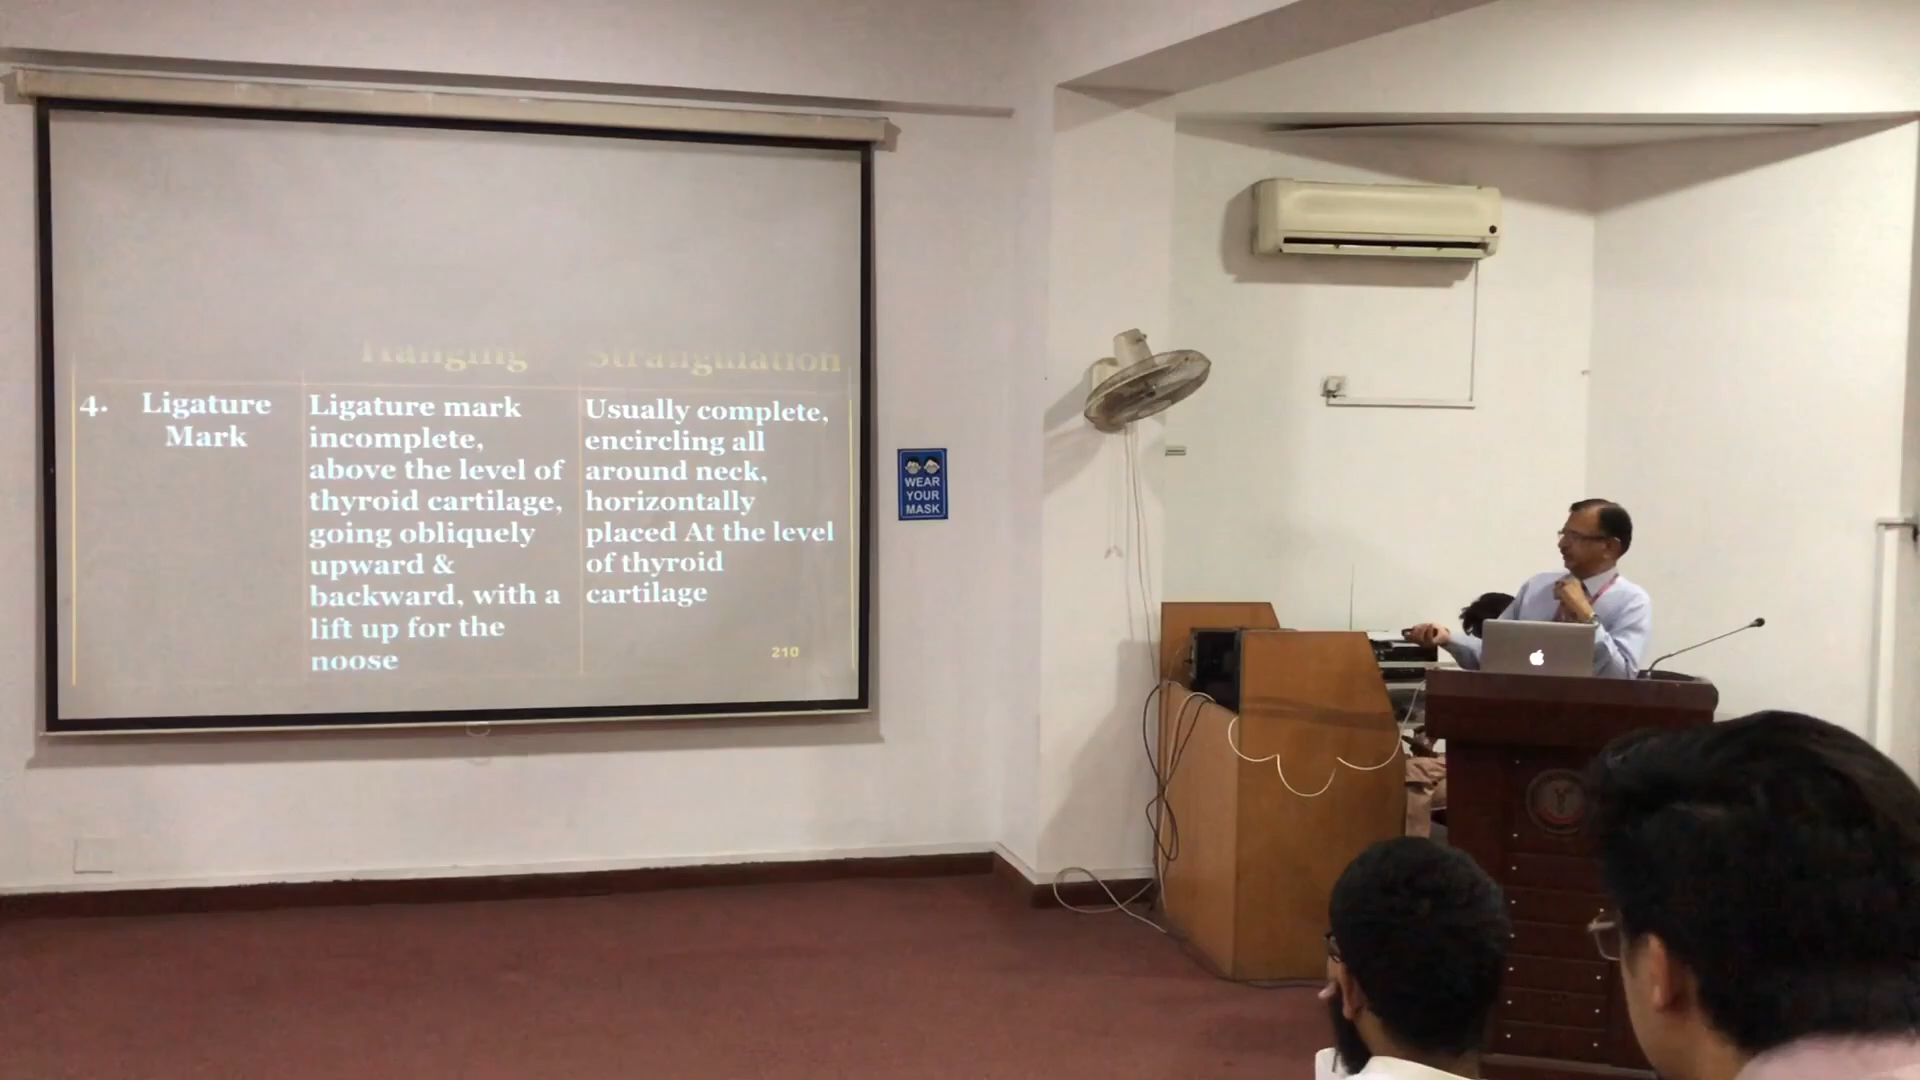 Hanging Strangulation
4. Ligature
Mark
Ligature mark
incomplete,
above the level of
thyroid cartilage,
going obliquely
upward &
backward, with a
lift up for the
noose
Usually complete,
encircling all
around neck,
horizontally
placed At the level
of thyroid
cartilage
210
WEAR
YOUR
MASK